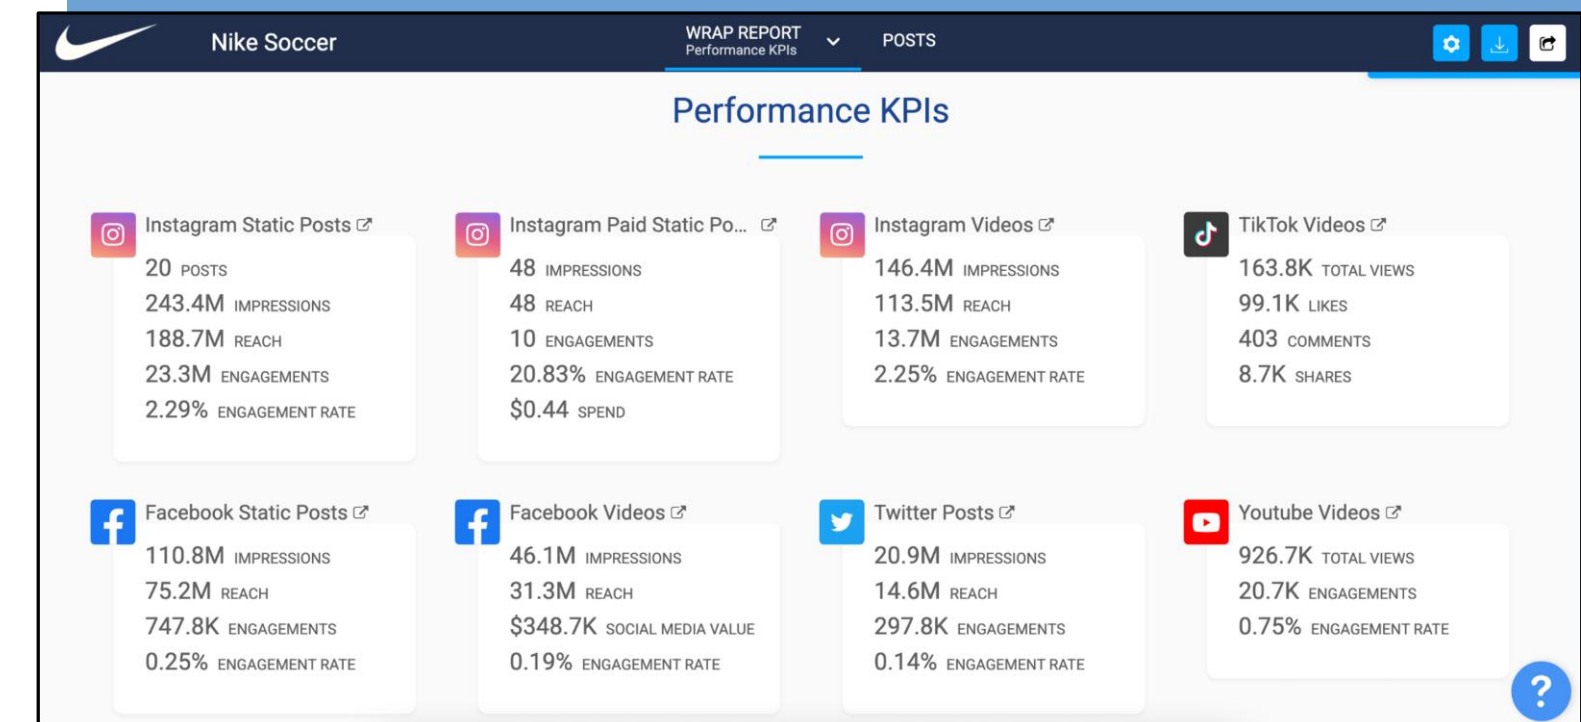 Nike Soccer
WRAP REPORT
Performance KPIs
POSTS
Performance KPIs
Instagram Static Posts
20 POSTS
243.4M IMPRESSIONS
188.7M REACH
23.3M ENGAGEMENTS
2.29% ENGAGEMENT RATE
Instagram Paid Static Po...
48 IMPRESSIONS
48 REACH
10 ENGAGEMENTS
20.83% ENGAGEMENT RATE
$0.44 SPEND
Instagram Videos
146.4M IMPRESSIONS
113.5M REACH
13.7M ENGAGEMENTS
2.25% ENGAGEMENT RATE
TikTok Videos
163.8K TOTAL VIEWS
99.1K LIKES
403 COMMENTS
8.7K SHARES
Facebook Static Posts
110.8M IMPRESSIONS
75.2M REACH
747.8K ENGAGEMENTS
0.25% ENGAGEMENT RATE
Facebook Videos
46.1M IMPRESSIONS
31.3M REACH
$348.7K SOCIAL MEDIA VALUE
0.19% ENGAGEMENT RATE
Twitter Posts
20.9M IMPRESSIONS
14.6M REACH
297.8K ENGAGEMENTS
0.14% ENGAGEMENT RATE
Youtube Videos
926.7K TOTAL VIEWS
20.7K ENGAGEMENTS
0.75% ENGAGEMENT RATE
?